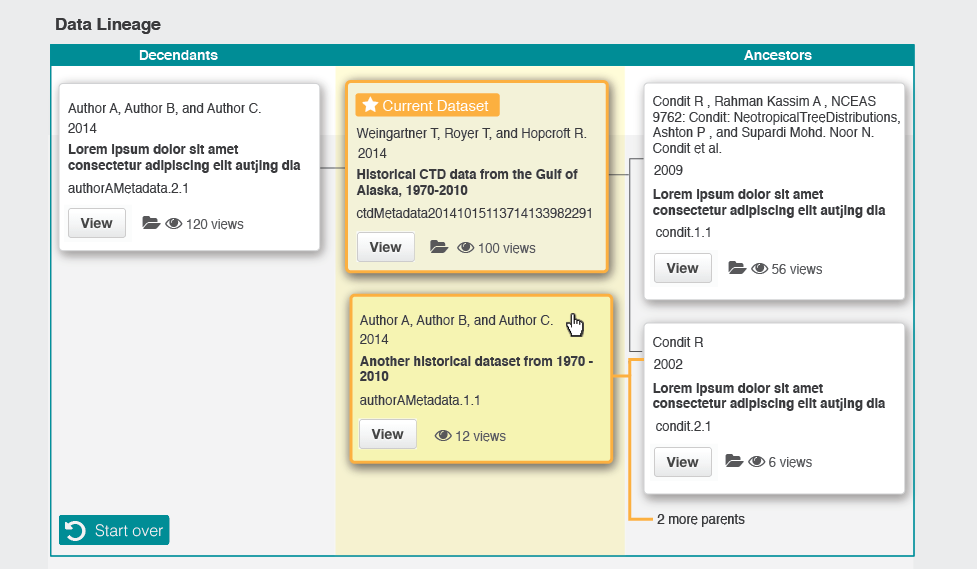 Data Lineage
Decendants
Ancestors
Author A, Author B, and Author C.
2014
Lorem ipsum dolor sit amet
consectetur adipiscing elit autjing dia
authorAMetadata.2.1
View
120 views
Current Dataset
Weingartner T, Royer T, and Hopcroft R.
2014
Historical CTD data from the Gulf of
Alaska, 1970-2010
ctdMetadata20141015113714133982291
View
100 views
Author A, Author B, and Author C.
2014
Another historical dataset from 1970 -
2010
authorAMetadata.1.1
View
12 views
Condit R , Rahman Kassim A , NCEAS
9762: Condit: NeotropicalTreeDistributions,
Ashton P , and Supardi Mohd. Noor N.
Condit et al.
2009
Lorem ipsum dolor sit amet
consectetur adipiscing elit autjing dia
condit.1.1
View
56 views
Condit R
2002
Lorem ipsum dolor sit amet
consectetur adipiscing elit autjing dia
condit.2.1
View
6 views
2 more parents
Start over